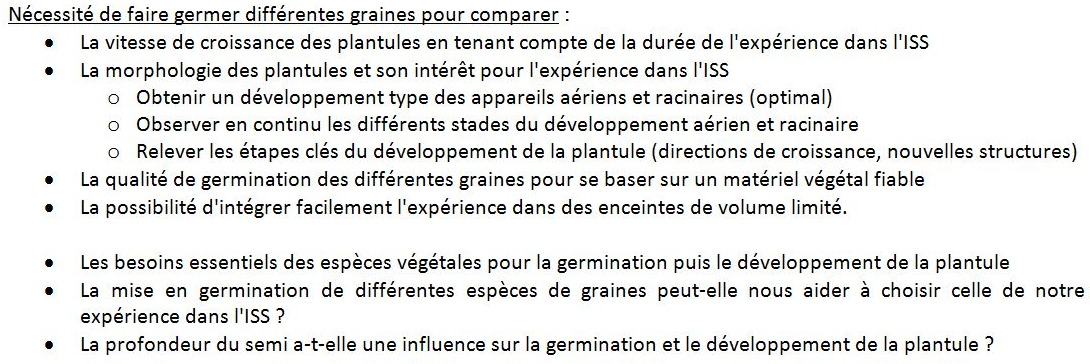 Nécessité de faire germer différentes graines pour comparer :
• La vitesse de croissance des plantules en tenant compte de la durée de l'expérience dans l'ISS
• La morphologie des plantules et son intérêt pour l'expérience dans l'ISS
o Obtenir un développement type des appareils aériens et racinaires (optimal)
o Observer en continu les différents stades du développement aérien et racinaire
o Relever les étapes clés du développement de la plantule (directions de croissance, nouvelles structures)
• La qualité de germination des différentes graines pour se baser sur un matériel végétal fiable
• La possibilité d'intégrer facilement l'expérience dans des enceintes de volume limité.
• Les besoins essentiels des espèces végétales pour la germination puis le développement de la plantule
• La mise en germination de différentes espèces de graines peut-elle nous aider à choisir celle de notre
expérience dans l'ISS ?
• La profondeur du semi a-t-elle une influence sur la germination et le développement de la plantule ?